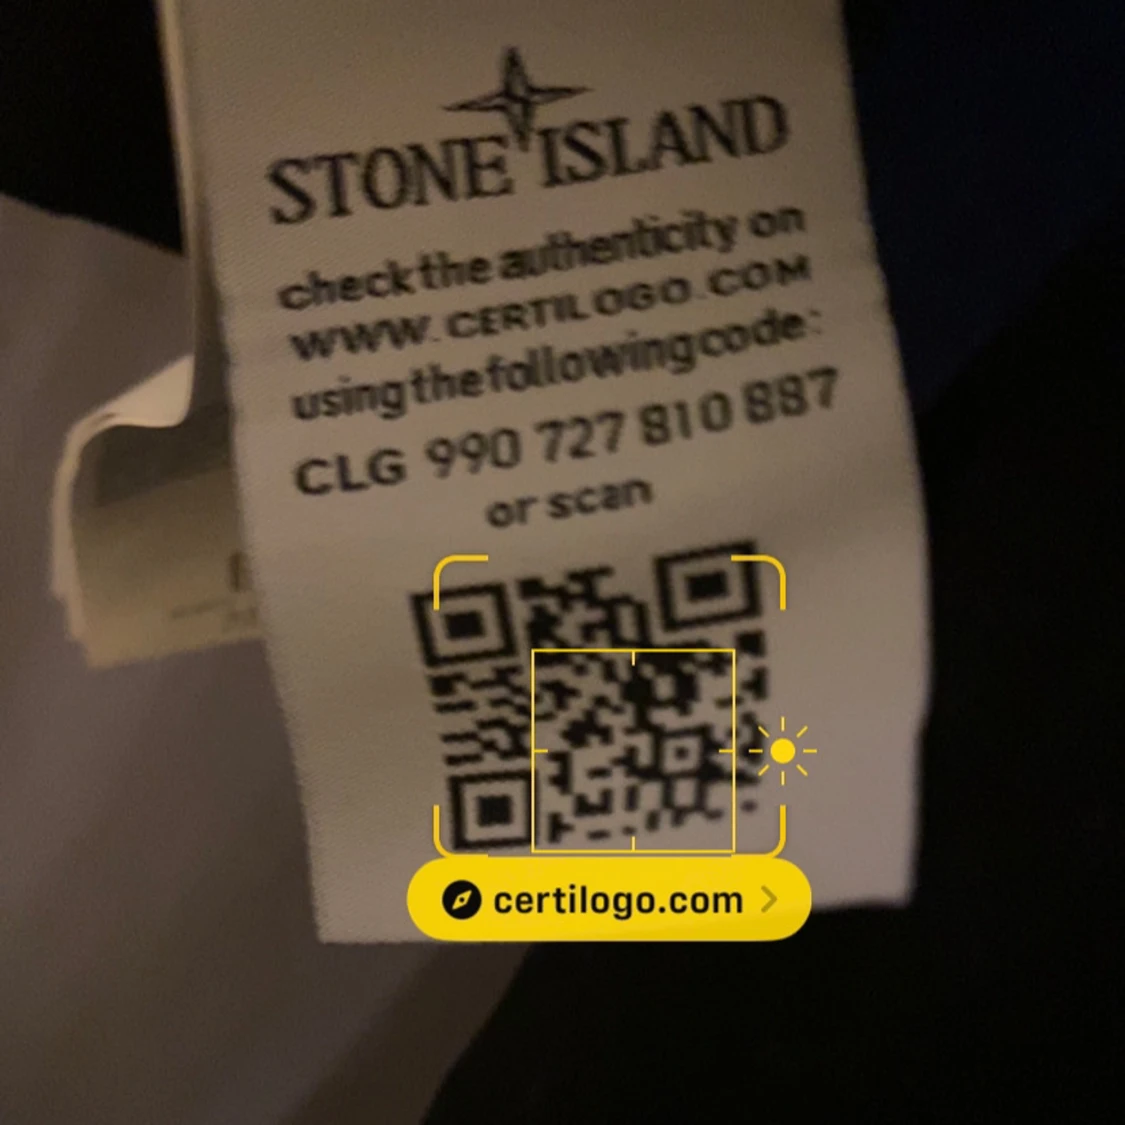 STONE ISLAND
check the authenticity on
WWW.CERTILOGO.COM
using the following code:
CLG 990 727 810 887
or scan
certilogo.com